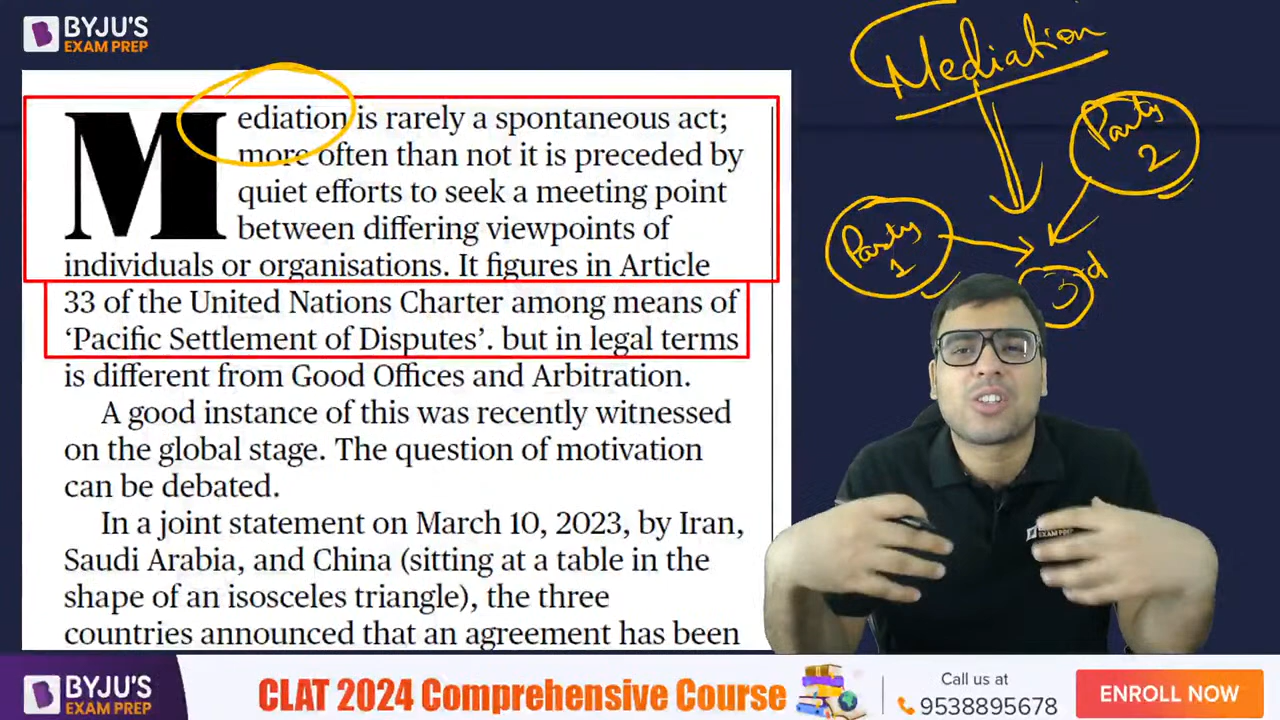 BYJU'S
EXAM PREP
Mediation is rarely a spontaneous act;
more often than not it is preceded by
quiet efforts to seek a meeting point
between differing viewpoints of
individuals or organisations. It figures in Article
33 of the United Nations Charter among means of
‘Pacific Settlement of Disputes’. but in legal terms
is different from Good Offices and Arbitration.
A good instance of this was recently witnessed
on the global stage. The question of motivation
can be debated.
In a joint statement on March 10, 2023, by Iran,
Saudi Arabia, and China (sitting at a table in the
shape of an isosceles triangle), the three
countries announced that an agreement has been
Mediation
Party
2
Party
1
3rd
EXAM PREP
BYJU'S
EXAM PREP
CLAT 2024 Comprehensive Course
Call us at
9538895678
ENROLL NOW